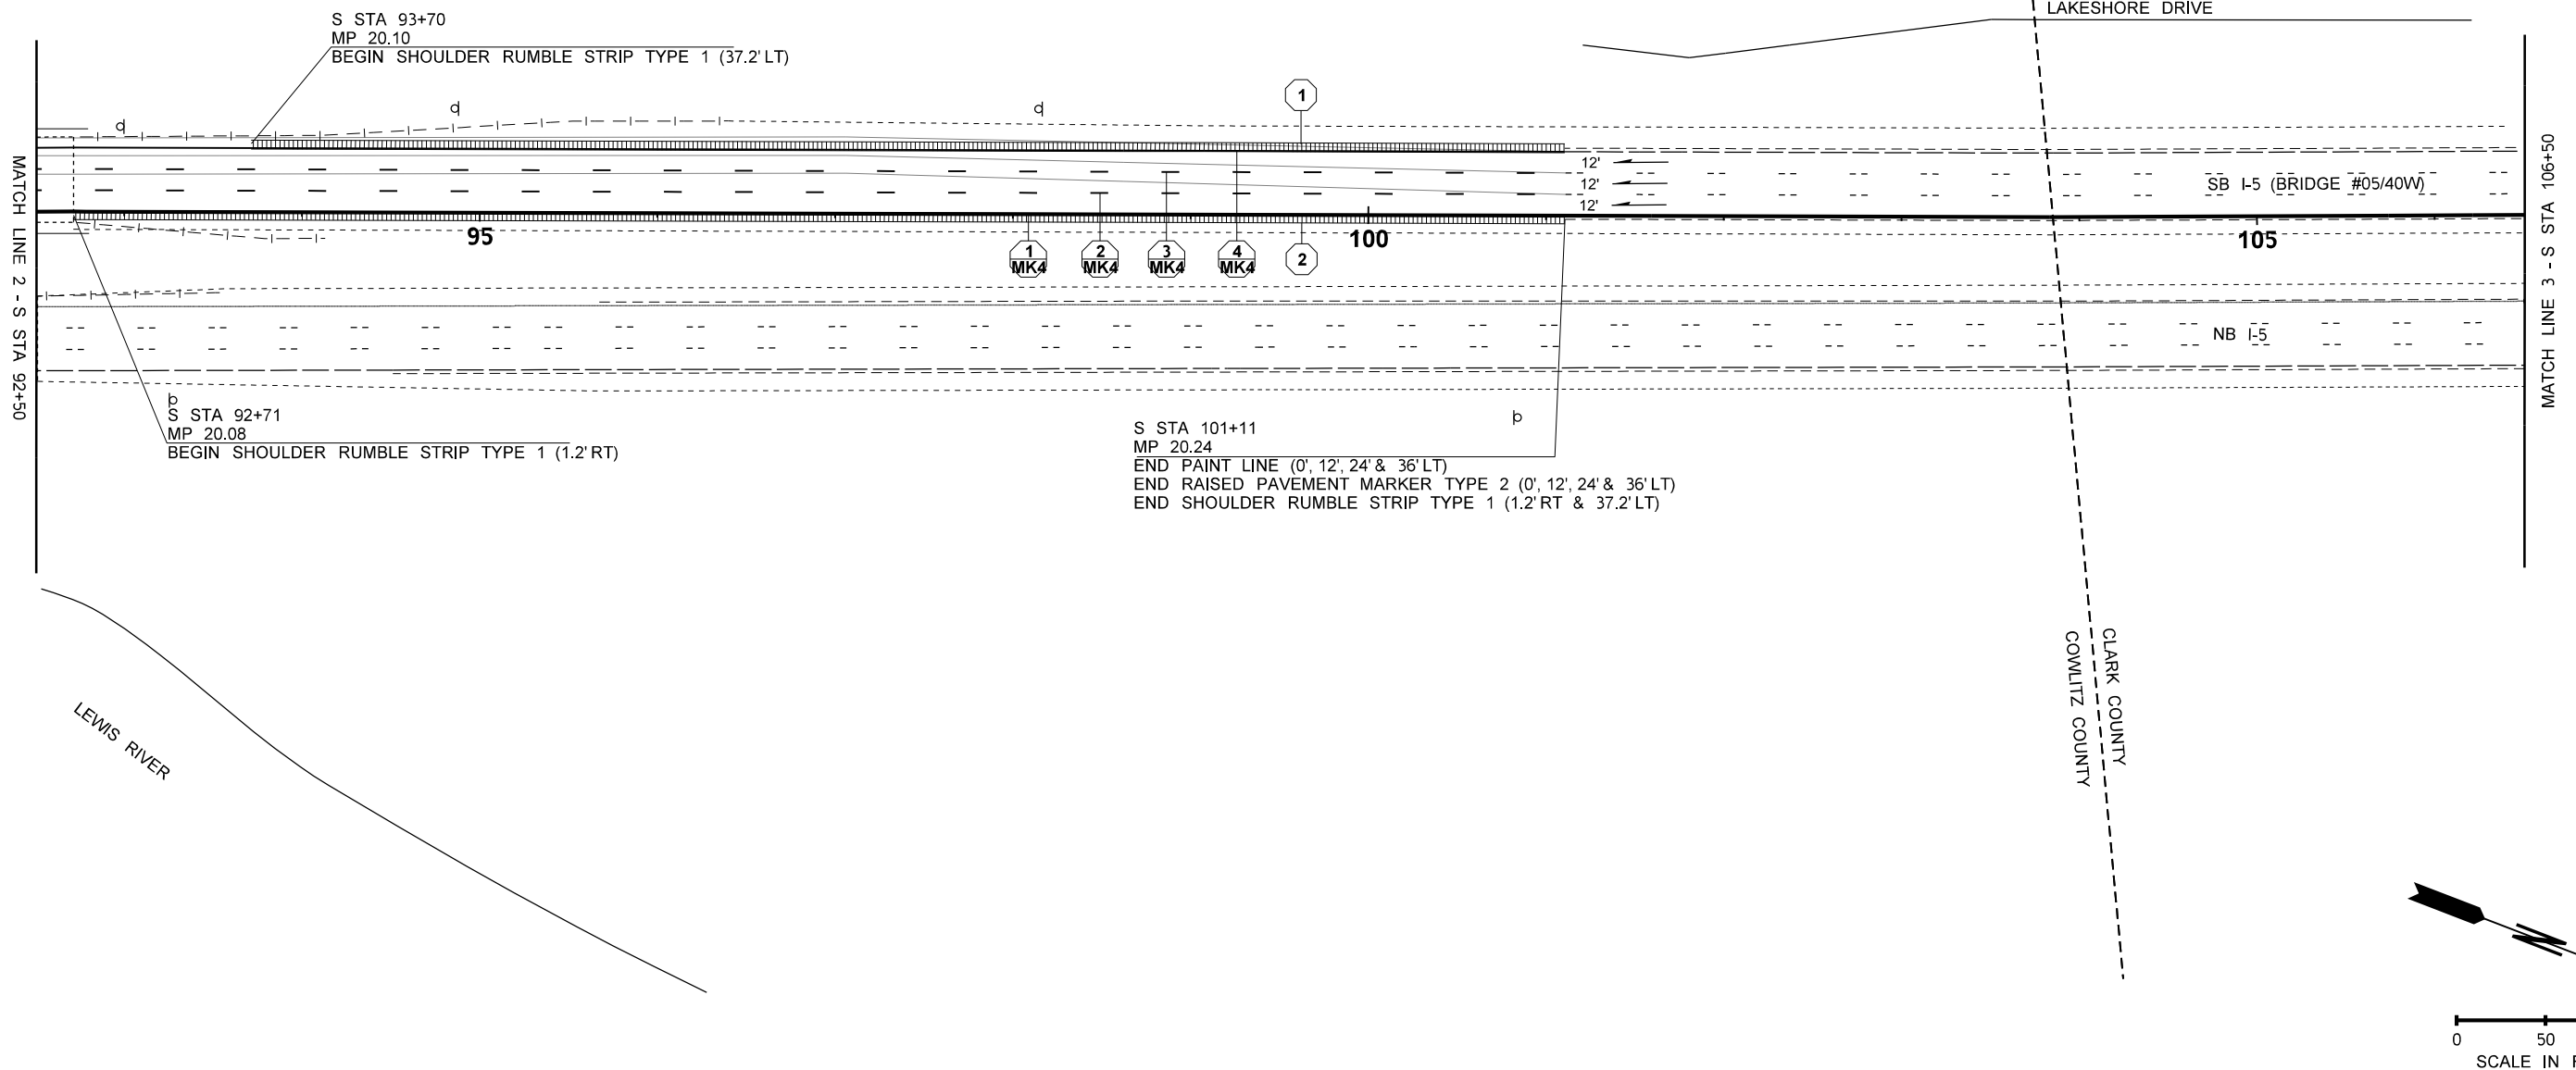 S STA 93+70
MP 20.10
BEGIN SHOULDER RUMBLE STRIP TYPE 1 (37.2' LT)
LAKESHORE DRIVE
1
MATCH LINE 2 - S STA 92+50
MATCH LINE 3 - S STA 106+50
12'
12'
12'
SB I-5 (BRIDGE #05/40W)
95
100
105
1
MK4
2
MK4
3
MK4
4
MK4
2
NB I-5
S STA 92+71
MP 20.08
BEGIN SHOULDER RUMBLE STRIP TYPE 1 (1.2' RT)
S STA 101+11
MP 20.24
END PAINT LINE (0', 12', 24' & 36' LT)
END RAISED PAVEMENT MARKER TYPE 2 (0', 12', 24' & 36' LT)
END SHOULDER RUMBLE STRIP TYPE 1 (1.2' RT & 37.2' LT)
CLARK COUNTY
COWLITZ COUNTY
LEWIS RIVER
N
0 50
SCALE IN